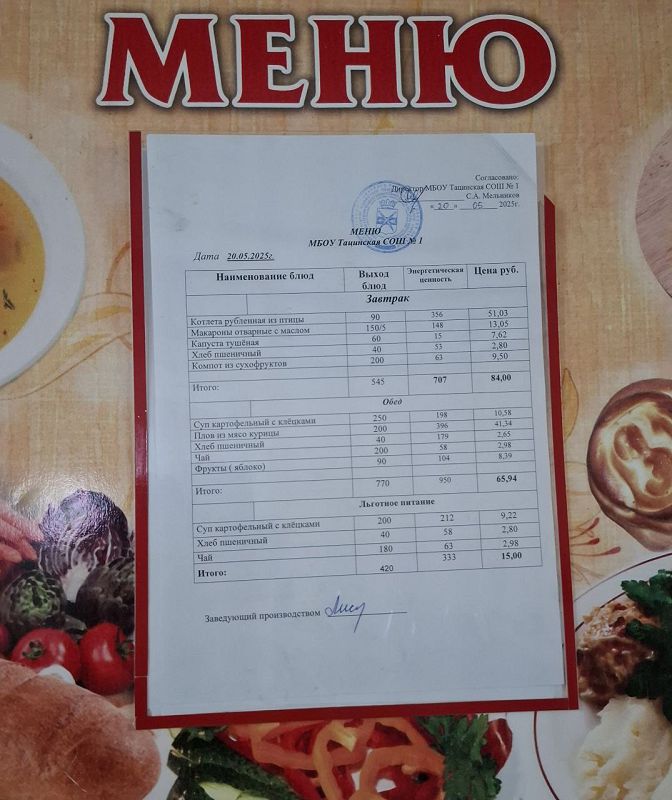 МЕНЮ
Согласовано:
Директор МБОУ Тацинская СОШ № 1
С.А. Мельников
« 20 » 05 2025г.
МЕНЮ
МБОУ Тацинская СОШ № 1
Дата 20.05.2025г.
Наименование блюд Выход блюд Энергетическая ценность Цена руб.
Завтрак
Котлета рубленная из птицы 90 356 51,03
Макароны отварные с маслом 150/5 148 13,05
Капуста тушёная 60 15 7,62
Хлеб пшеничный 40 53 2,80
Компот из сухофруктов 200 63 9,50
Итого: 545 707 84,00
Обед
Суп картофельный с клёцками 250 198 10,58
Плов из мясо курицы 200 396 41,34
Хлеб пшеничный 40 179 2,65
Чай 200 58 2,98
Фрукты ( яблоко) 90 104 8,39
Итого: 770 950 65,94
Льготное питание
Суп картофельный с клёцками 200 212 9,22
Хлеб пшеничный 40 58 2,80
Чай 180 63 2,98
Итого: 420 333 15,00
Заведующий производством